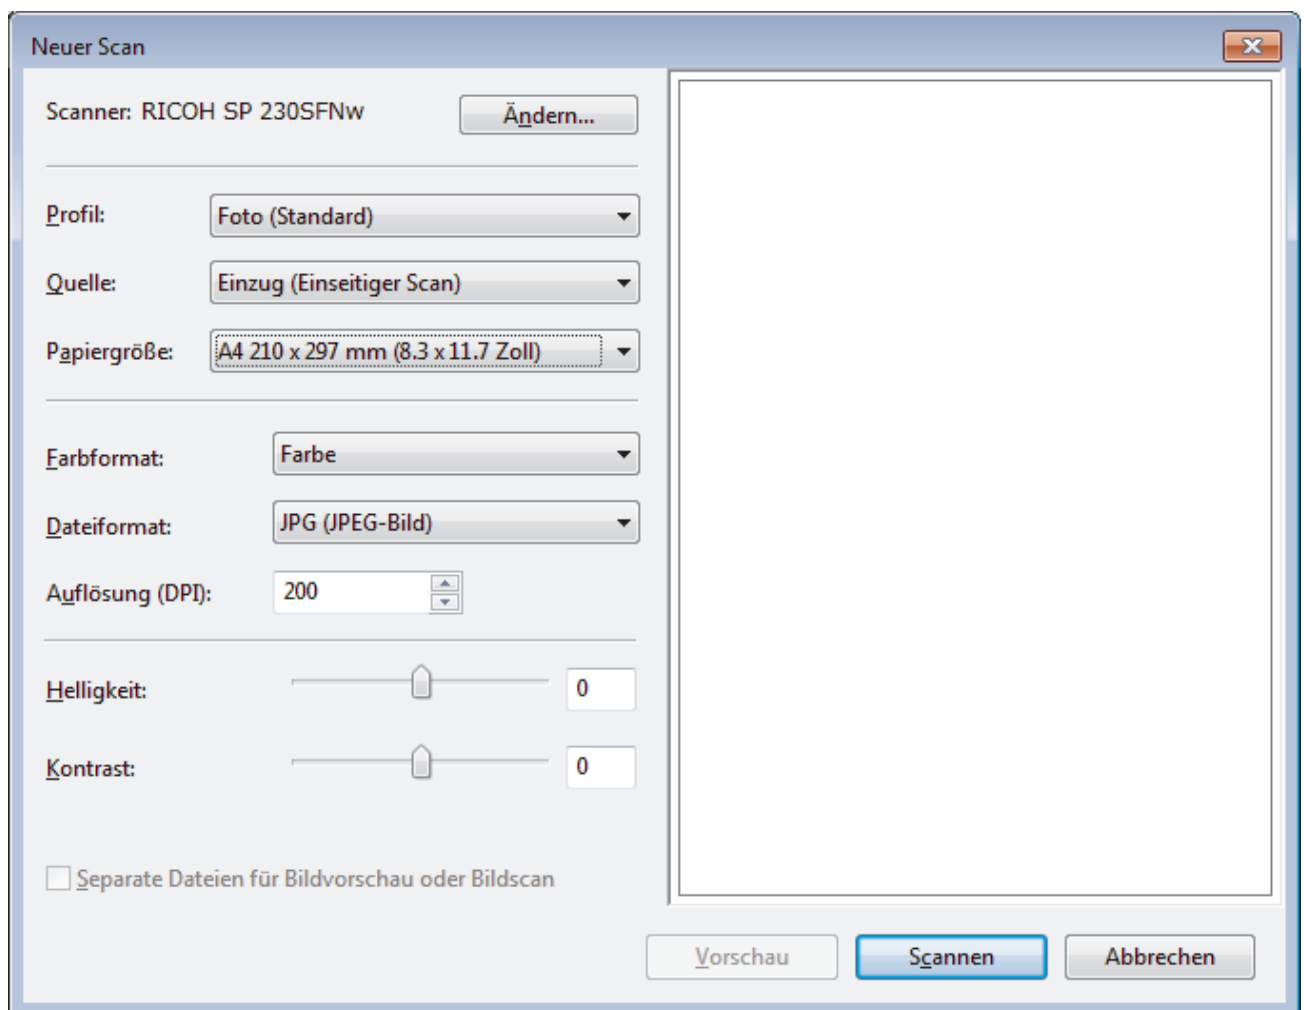 Neuer Scan
Scanner: RICOH SP 230SFNw
Ändern...
Profil: Foto (Standard)
Quelle: Einzug (Einseitiger Scan)
Papiergröße: A4 210 x 297 mm (8.3 x 11.7 Zoll)
Farbformat: Farbe
Dateiformat: JPG (JPEG-Bild)
Auflösung (DPI): 200
Helligkeit: 0
Kontrast: 0
Separate Dateien für Bildvorschau oder Bildscan
Vorschau Scannen Abbrechen